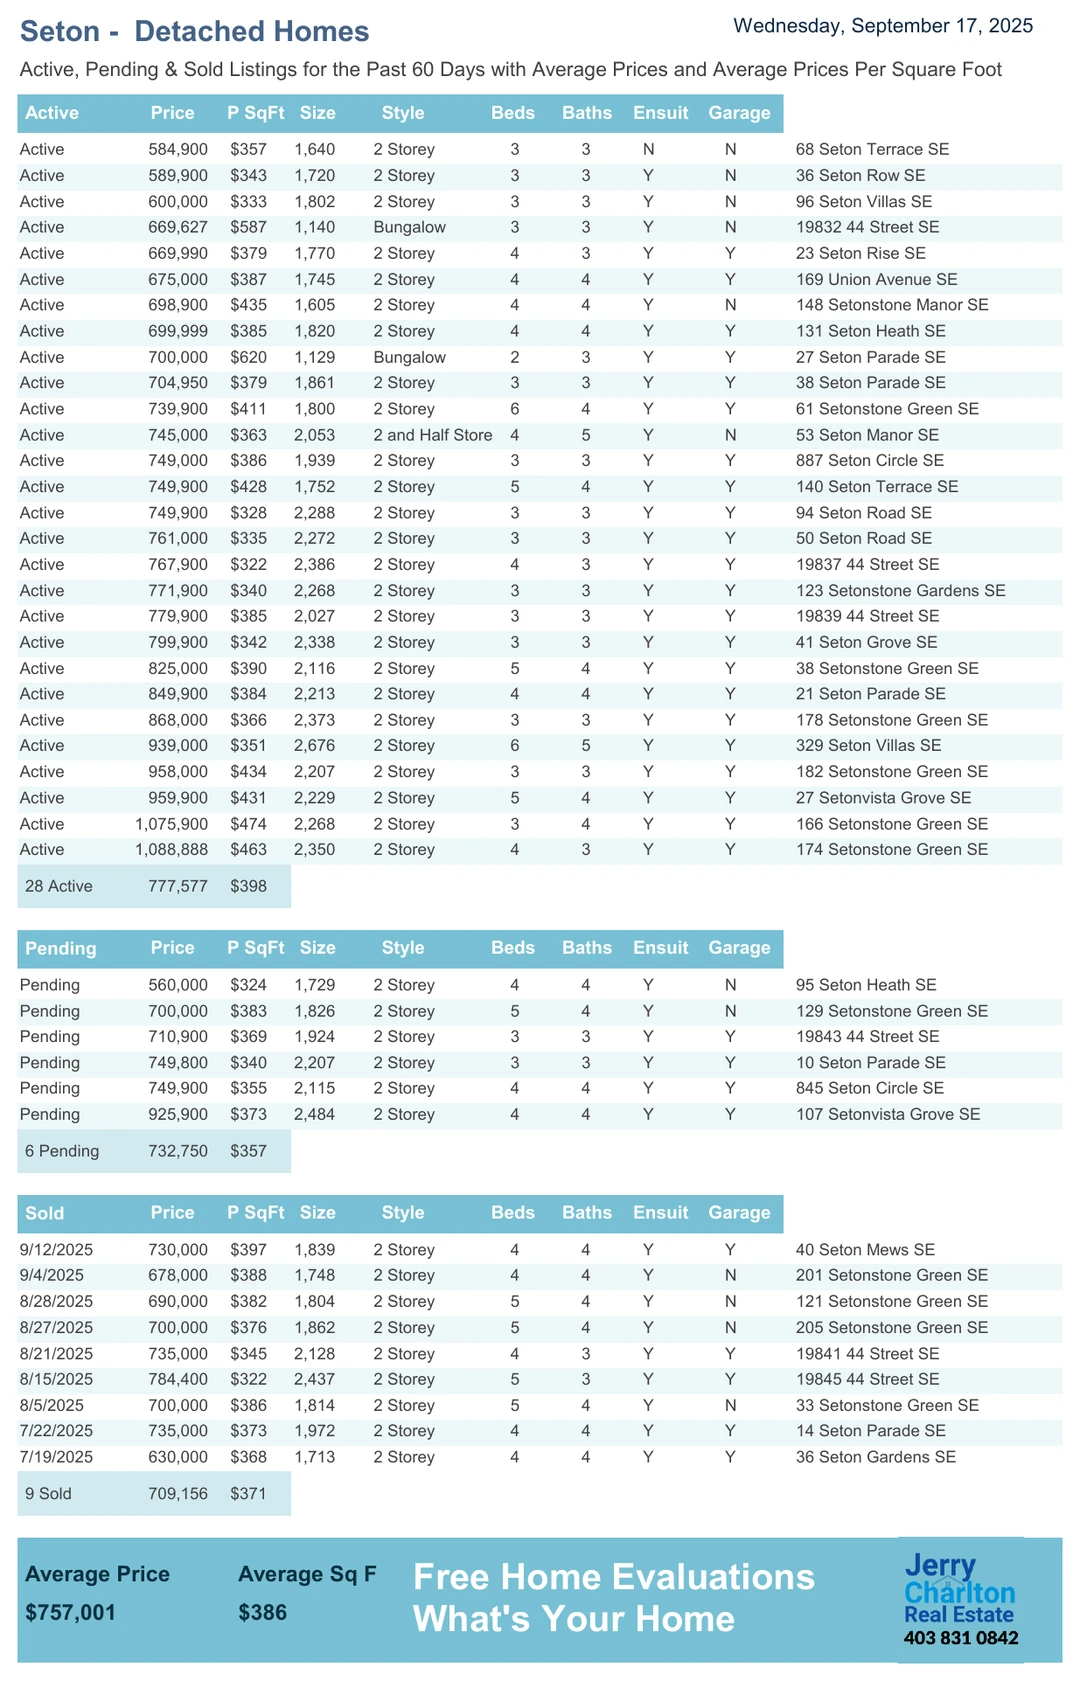 Seton - Detached Homes
Wednesday, September 17, 2025
Active, Pending & Sold Listings for the Past 60 Days with Average Prices and Average Prices Per Square Foot
Active Price P SqFt Size Style Beds Baths Ensuit Garage
Active 584,900 $357 1,640 2 Storey 3 3 N N 68 Seton Terrace SE
Active 589,900 $343 1,720 2 Storey 3 3 Y N 36 Seton Row SE
Active 600,000 $333 1,802 2 Storey 3 3 Y N 96 Seton Villas SE
Active 669,627 $587 1,140 Bungalow 3 3 Y N 19832 44 Street SE
Active 669,990 $379 1,770 2 Storey 4 3 Y Y 23 Seton Rise SE
Active 675,000 $387 1,745 2 Storey 4 4 Y Y 169 Union Avenue SE
Active 698,900 $435 1,605 2 Storey 4 4 Y N 148 Setonstone Manor SE
Active 699,999 $385 1,820 2 Storey 4 4 Y Y 131 Seton Heath SE
Active 700,000 $620 1,129 Bungalow 2 3 Y Y 27 Seton Parade SE
Active 704,950 $379 1,861 2 Storey 3 3 Y Y 38 Seton Parade SE
Active 739,900 $411 1,800 2 Storey 6 4 Y Y 61 Setonstone Green SE
Active 745,000 $363 2,053 2 and Half Store 4 5 Y N 53 Seton Manor SE
Active 749,000 $386 1,939 2 Storey 3 3 Y Y 887 Seton Circle SE
Active 749,900 $428 1,752 2 Storey 5 4 Y Y 140 Seton Terrace SE
Active 749,900 $328 2,288 2 Storey 3 3 Y Y 94 Seton Road SE
Active 761,000 $335 2,272 2 Storey 3 3 Y Y 50 Seton Road SE
Active 767,900 $322 2,386 2 Storey 4 3 Y Y 19837 44 Street SE
Active 771,900 $340 2,268 2 Storey 3 3 Y Y 123 Setonstone Gardens SE
Active 779,900 $385 2,027 2 Storey 3 3 Y Y 19839 44 Street SE
Active 799,900 $342 2,338 2 Storey 3 3 Y Y 41 Seton Grove SE
Active 825,000 $390 2,116 2 Storey 5 4 Y Y 38 Setonstone Green SE
Active 849,900 $384 2,213 2 Storey 4 4 Y Y 21 Seton Parade SE
Active 868,000 $366 2,373 2 Storey 3 3 Y Y 178 Setonstone Green SE
Active 939,000 $351 2,676 2 Storey 6 5 Y Y 329 Seton Villas SE
Active 958,000 $434 2,207 2 Storey 3 3 Y Y 182 Setonstone Green SE
Active 959,900 $431 2,229 2 Storey 5 4 Y Y 27 Setonvista Grove SE
Active 1,075,900 $474 2,268 2 Storey 3 4 Y Y 166 Setonstone Green SE
Active 1,088,888 $463 2,350 2 Storey 4 3 Y Y 174 Setonstone Green SE
28 Active 777,577 $398
Pending Price P SqFt Size Style Beds Baths Ensuit Garage
Pending 560,000 $324 1,729 2 Storey 4 4 Y N 95 Seton Heath SE
Pending 700,000 $383 1,826 2 Storey 5 4 Y N 129 Setonstone Green SE
Pending 710,900 $369 1,924 2 Storey 3 3 Y Y 19843 44 Street SE
Pending 749,800 $340 2,207 2 Storey 3 3 Y Y 10 Seton Parade SE
Pending 749,900 $355 2,115 2 Storey 4 4 Y Y 845 Seton Circle SE
Pending 925,900 $373 2,484 2 Storey 4 4 Y Y 107 Setonvista Grove SE
6 Pending 732,750 $357
Sold Price P SqFt Size Style Beds Baths Ensuit Garage
9/12/2025 730,000 $397 1,839 2 Storey 4 4 Y Y 40 Seton Mews SE
9/4/2025 678,000 $388 1,748 2 Storey 4 4 Y N 201 Setonstone Green SE
8/28/2025 690,000 $382 1,804 2 Storey 5 4 Y N 121 Setonstone Green SE
8/27/2025 700,000 $376 1,862 2 Storey 5 4 Y N 205 Setonstone Green SE
8/21/2025 735,000 $345 2,128 2 Storey 4 3 Y Y 19841 44 Street SE
8/15/2025 784,400 $322 2,437 2 Storey 5 3 Y Y 19845 44 Street SE
8/5/2025 700,000 $386 1,814 2 Storey 5 4 Y N 33 Setonstone Green SE
7/22/2025 735,000 $373 1,972 2 Storey 4 4 Y Y 14 Seton Parade SE
7/19/2025 630,000 $368 1,713 2 Storey 4 4 Y Y 36 Seton Gardens SE
9 Sold 709,156 $371
Average Price Average Sq F
$757,001 $386
Free Home Evaluations
What's Your Home
Jerry
Charlton
Real Estate
403 831 0842